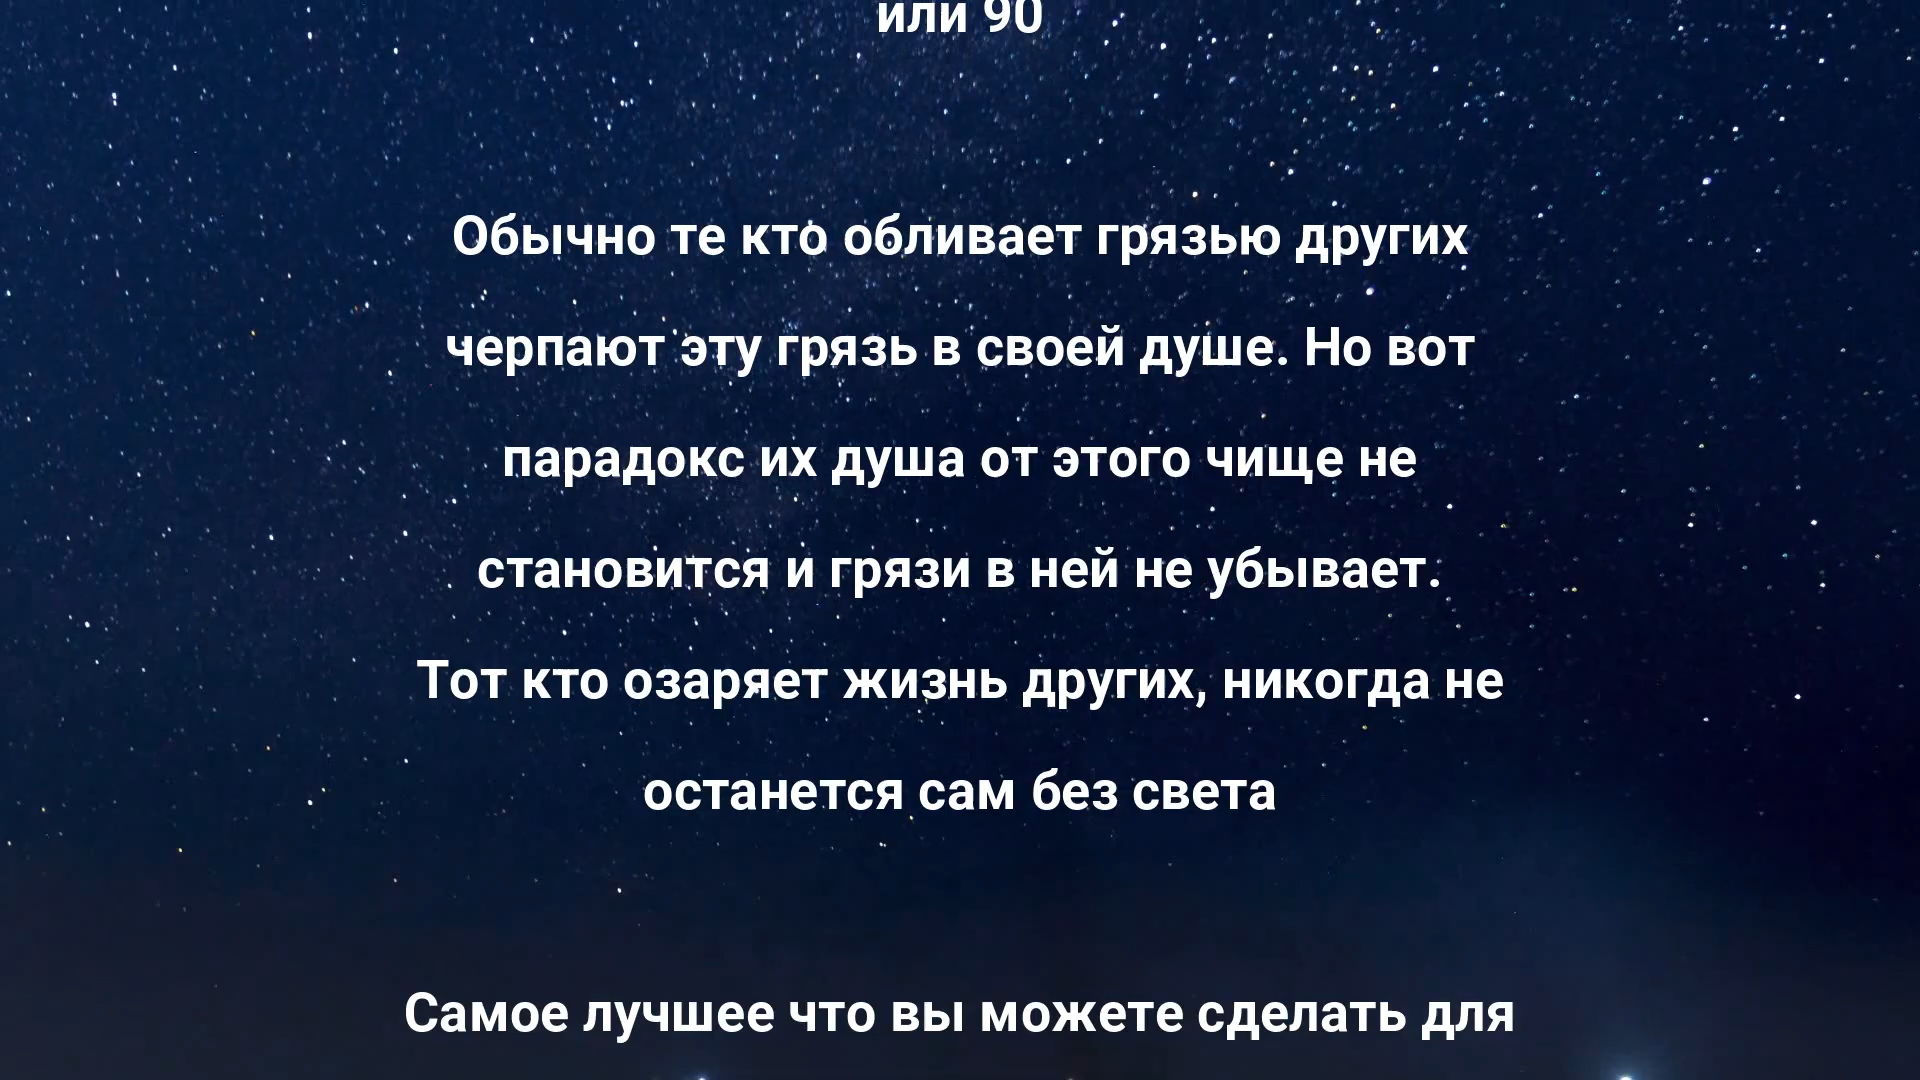 или 90
Обычно те кто обливает грязью других
черпают эту грязь в своей душе. Но вот
парадокс их душа от этого чище не
становится и грязи в ней не убывает.
Тот кто озаряет жизнь других, никогда не
останется сам без света
Самое лучшее что вы можете сделать для